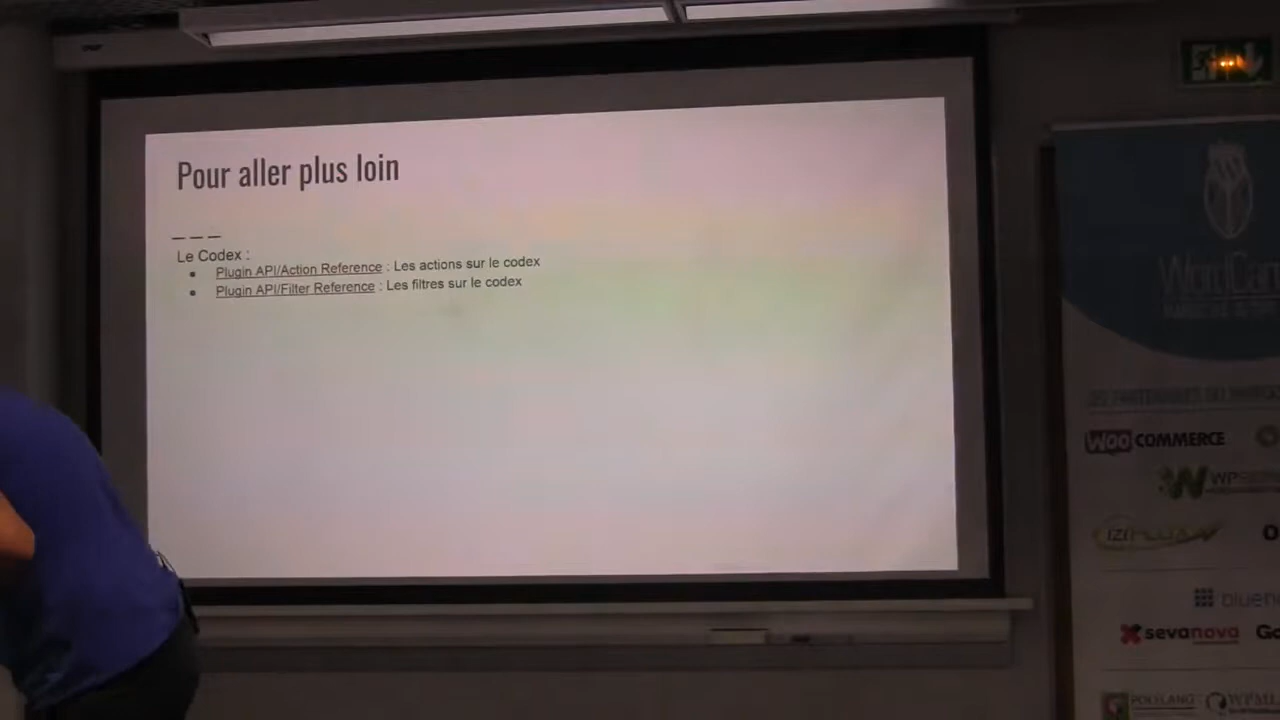 Pour aller plus loin
Le Codex :
Plugin API/Action Reference : Les actions sur le codex
Plugin API/Filter Reference : Les filtres sur le codex
WOOCOMMERCE
sevanova
POLYLANG